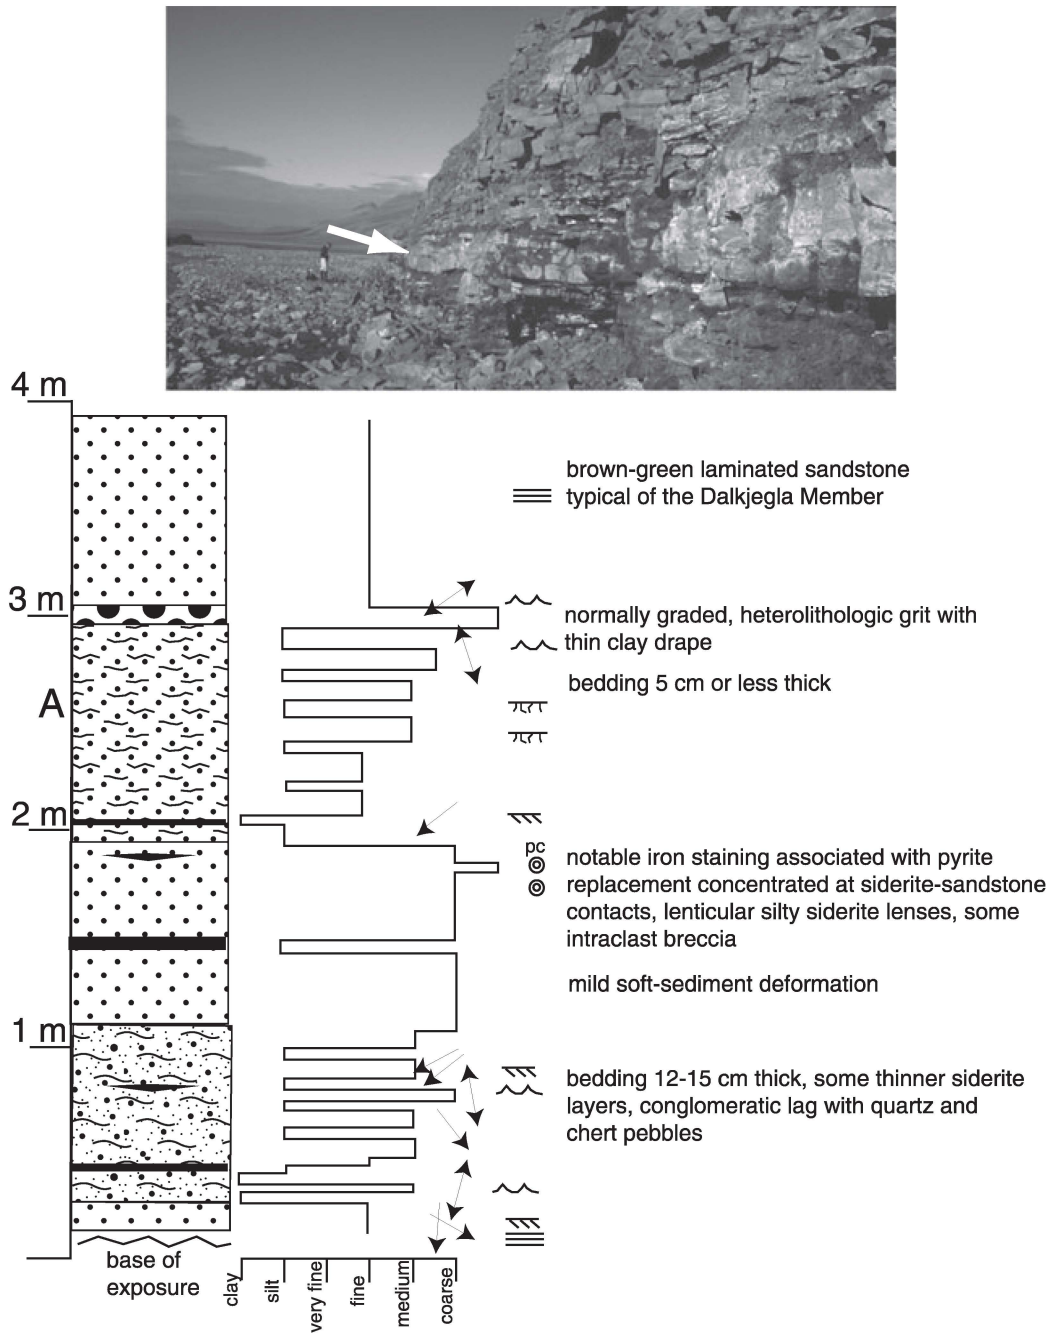 4 m
brown-green laminated sandstone
typical of the Dalkjegla Member
3 m
normally graded, heterolithologic grit with
thin clay drape
A
bedding 5 cm or less thick
2 m
pc
notable iron staining associated with pyrite
replacement concentrated at siderite-sandstone
contacts, lenticular silty siderite lenses, some
intraclast breccia
mild soft-sediment deformation
1 m
bedding 12-15 cm thick, some thinner siderite
layers, conglomeratic lag with quartz and
chert pebbles
base of
exposure
clay
silt
very fine
fine
medium
coarse